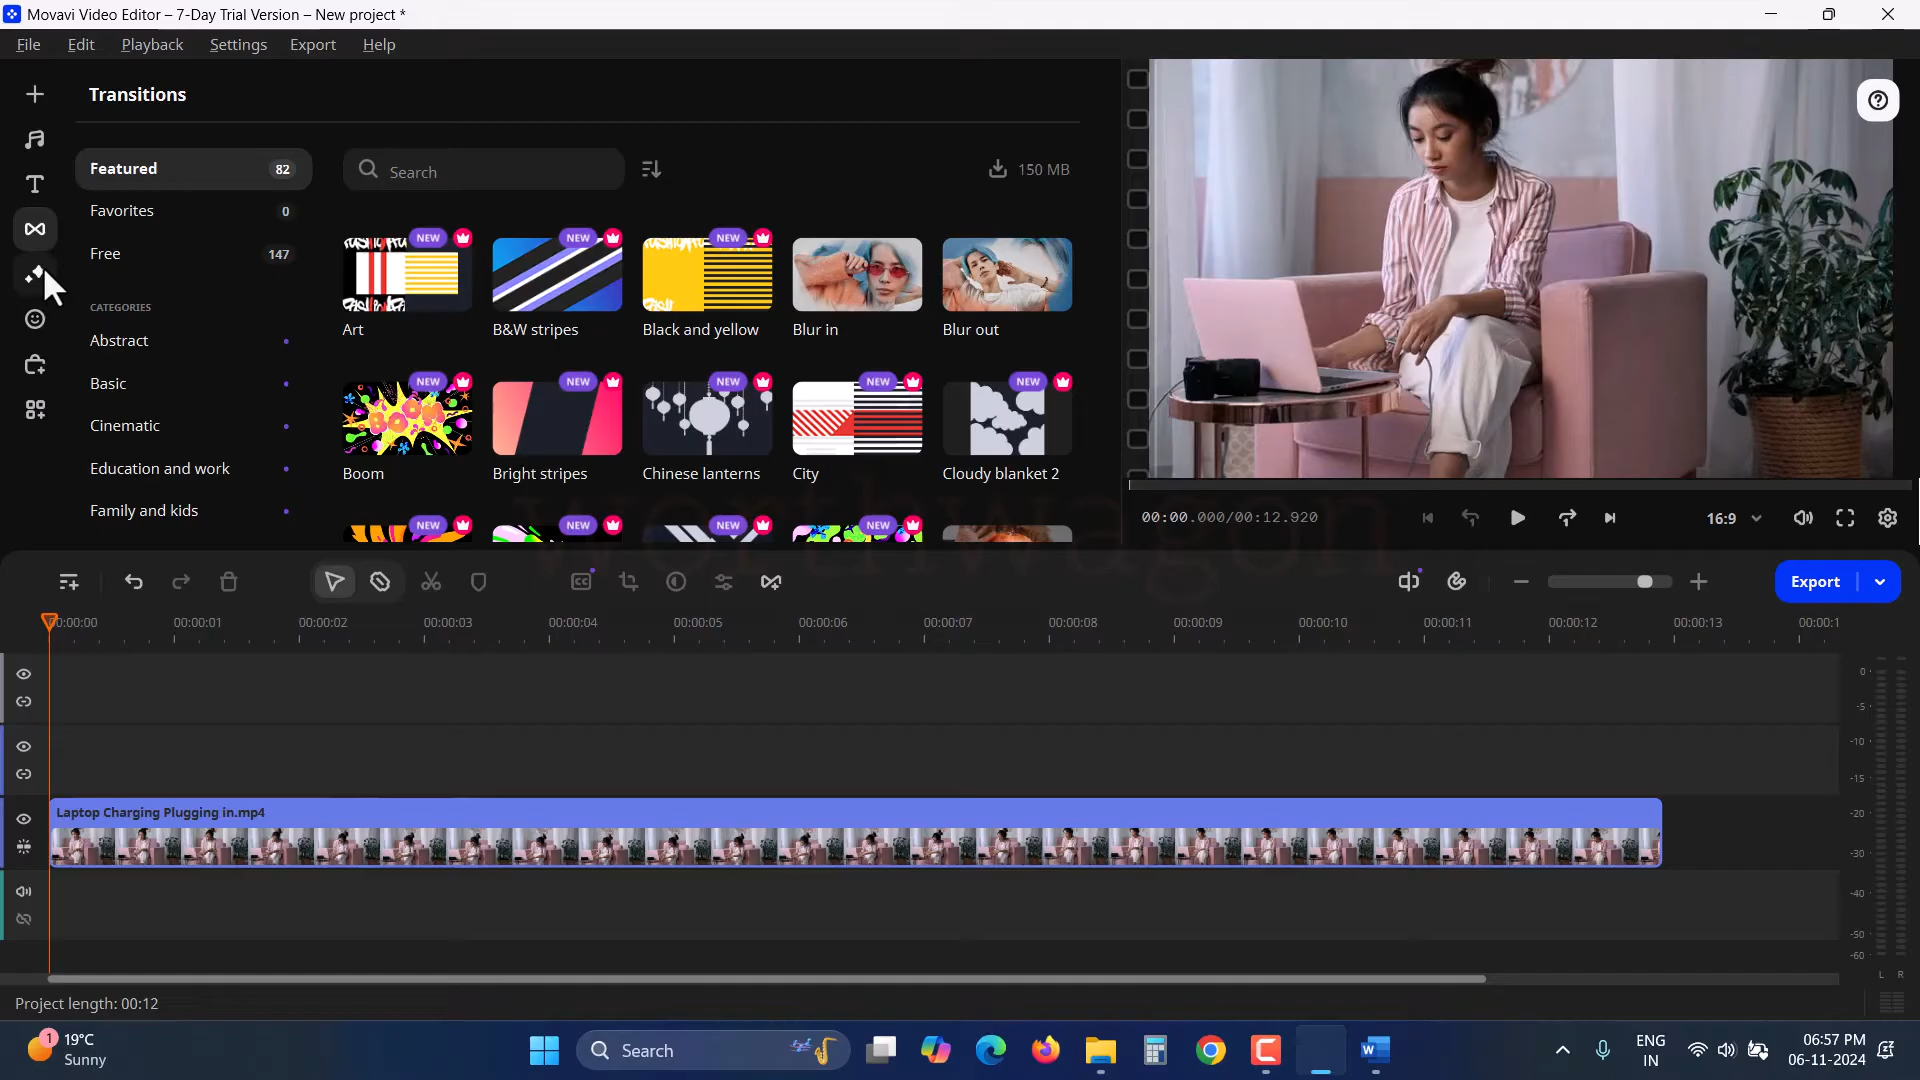 Movavi Video Editor – 7-Day Trial Version – New project *
File Edit Playback Settings Export Help
Transitions
Featured 82
Search
150 MB
Favorites 0
Free 147
CATEGORIES
Abstract
Basic
Cinematic
Education and work
Family and kids
NEW NEW NEW
Art B&W stripes Black and yellow Blur in Blur out
NEW NEW NEW NEW NEW
Boom Bright stripes Chinese lanterns City Cloudy blanket 2
NEW NEW NEW NEW
worthwagon
00:00.000/00:12.920
16:9
CC
Export
00:00:00 00:00:01 00:00:02 00:00:03 00:00:04 00:00:05 00:00:06 00:00:07 00:00:08 00:00:09 00:00:10 00:00:11 00:00:12 00:00:13 00:00:1
Laptop Charging Plugging in.mp4
0
-5
-10
-15
-20
-30
-40
-50
-60
L R
Project length: 00:12
1
19°C
Sunny
Search
ENG
IN
06:57 PM
06-11-2024